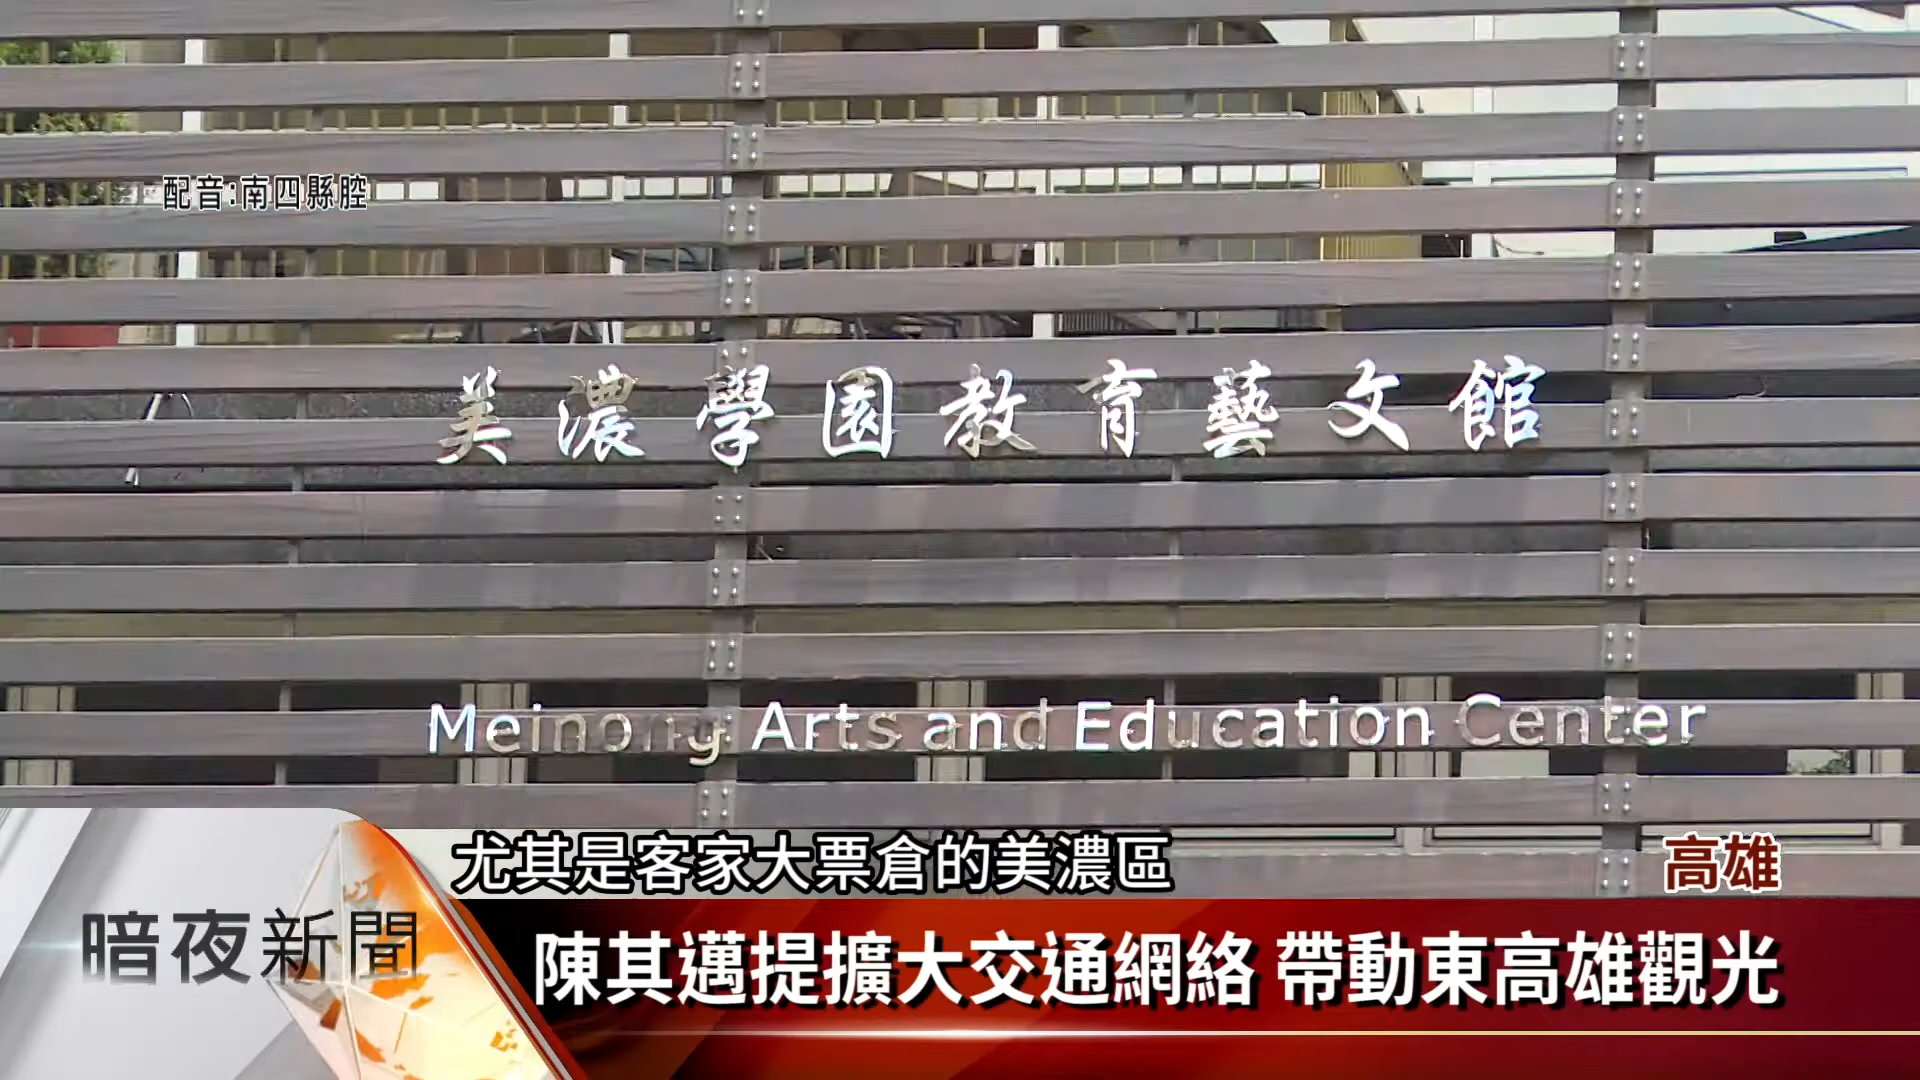 配音:南四縣腔
美濃學園教育藝文館
Meinong Arts and Education Center
尤其是客家大票倉的美濃區
高雄
暗夜新聞
陳其邁提擴大交通網絡 帶動東高雄觀光